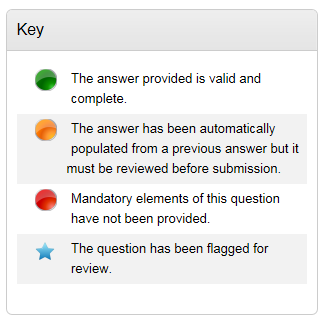 Key
The answer provided is valid and
complete.
The answer has been automatically
populated from a previous answer but it
must be reviewed before submission.
Mandatory elements of this question
have not been provided.
The question has been flagged for
review.